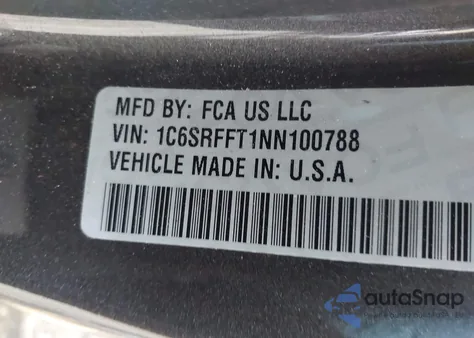 MFD BY: FCA US LLC
VIN: 1C6SRFFT1NN100788
VEHICLE MADE IN: U.S.A.
autoSnap